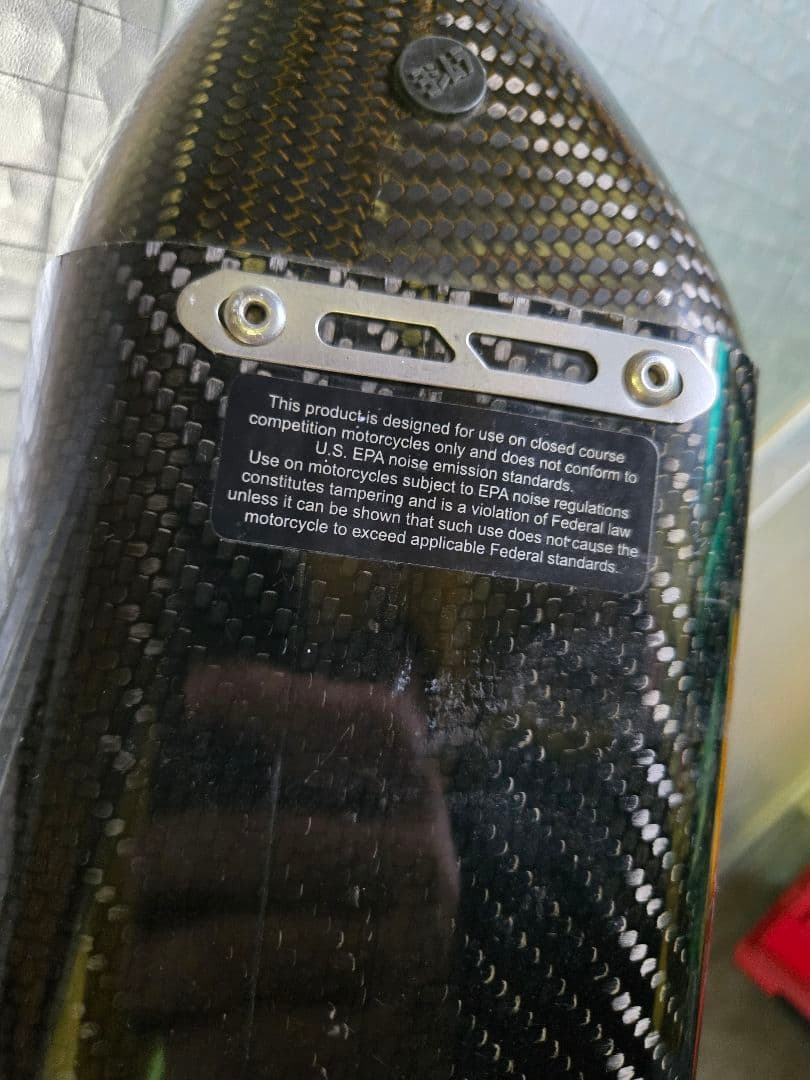 This product is designed for use on closed course
competition motorcycles only and does not conform to
U.S. EPA noise emission standards.
Use on motorcycles subject to EPA noise regulations
constitutes tampering and is a violation of Federal law
unless it can be shown that such use does not cause the
motorcycle to exceed applicable Federal standards.